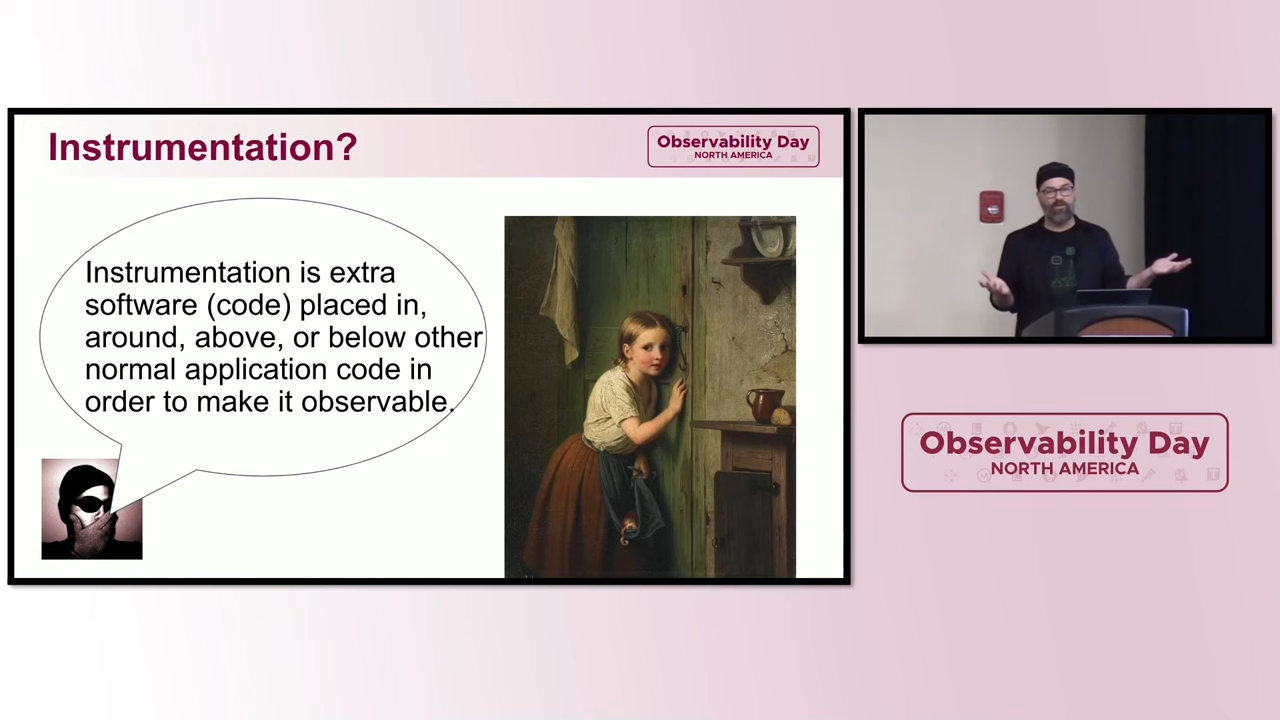 Instrumentation?
Observability Day
NORTH AMERICA
Instrumentation is extra
software (code) placed in,
around, above, or below other
normal application code in
order to make it observable.
Observability Day
NORTH AMERICA